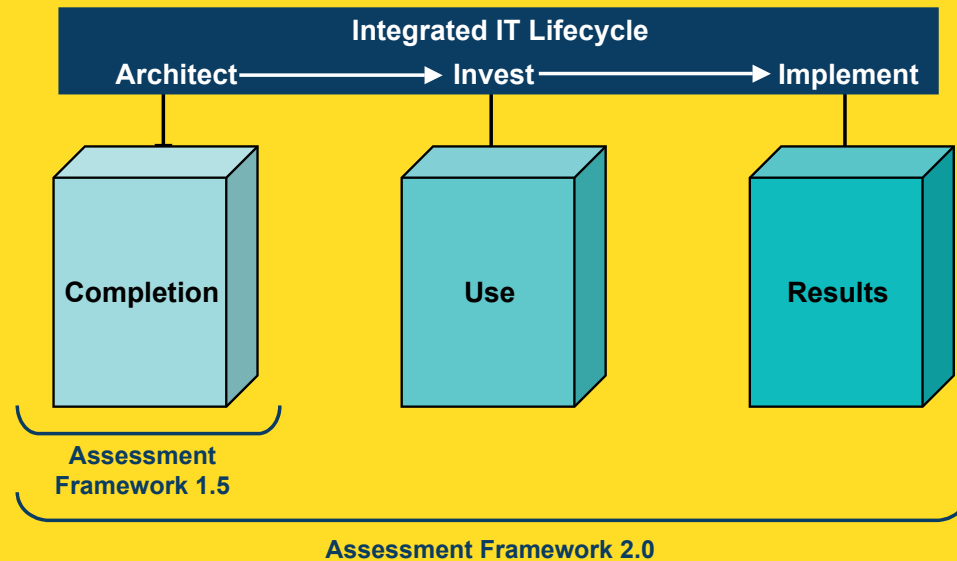 Integrated IT Lifecycle
Architect Invest Implement
Completion Use Results
Assessment
Framework 1.5
Assessment Framework 2.0